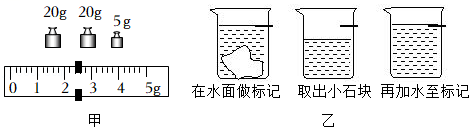 20g 20g 5g
0 1 2 3 4 5g
甲
在水面做标记 取出小石块 再加水至标记
乙